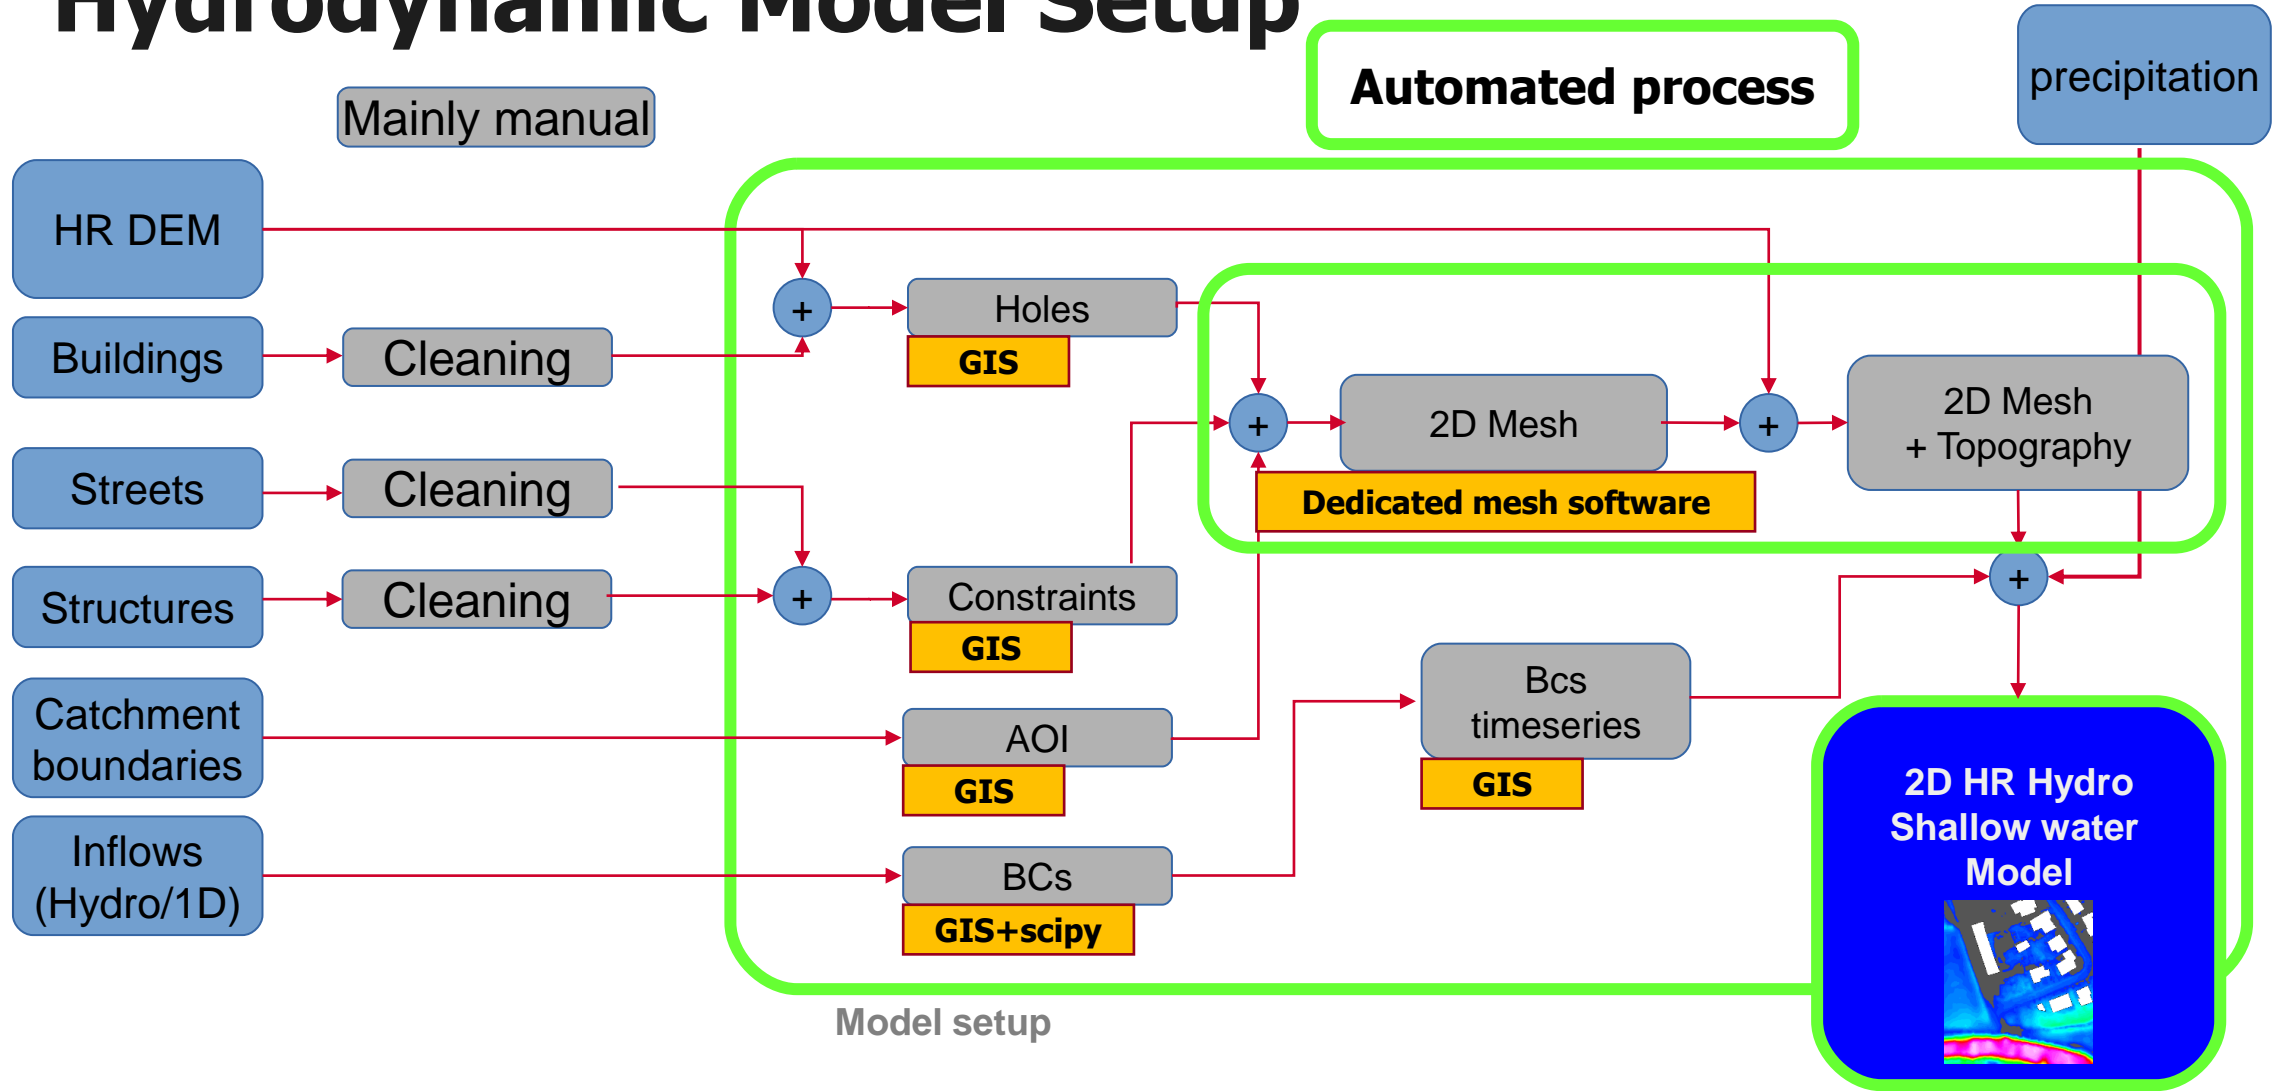 Hydrodynamic Model Setup
Automated process
precipitation
Mainly manual
HR DEM
Buildings
Cleaning
+
Holes
GIS
Streets
Cleaning
Structures
Cleaning
+
Constraints
GIS
+
2D Mesh
Dedicated mesh software
+
2D Mesh
+ Topography
+
Catchment
boundaries
AOI
GIS
Inflows
(Hydro/1D)
BCs
GIS+scipy
Bcs
timeseries
GIS
2D HR Hydro
Shallow water
Model
Model setup